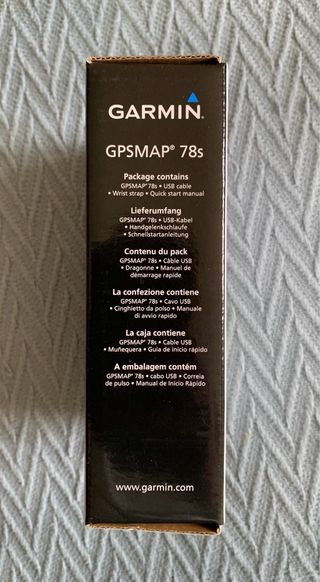 GARMIN
GPSMAP® 78s
Package contains
GPSMAP®78s • USB cable
• Wrist strap • Quick start manual
Lieferumfang
GPSMAP® 78s • USB-Kabel
• Handgelenkschlaufe
• Schnellstartanleitung
Contenu du pack
GPSMAP® 78s • Câble USB
• Dragonne • Manuel de
démarrage rapide
La confezione contiene
GPSMAP® 78s • Cavo USB
• Cinghietto da polso • Manuale
di avvio rapido
La caja contiene
GPSMAP® 78s • Cable USB
• Muñequera • Guía de inicio rápido
A embalagem contém
GPSMAP® 78s • cabo USB • Correia
de pulso • Manual de Início Rápido
www.garmin.com